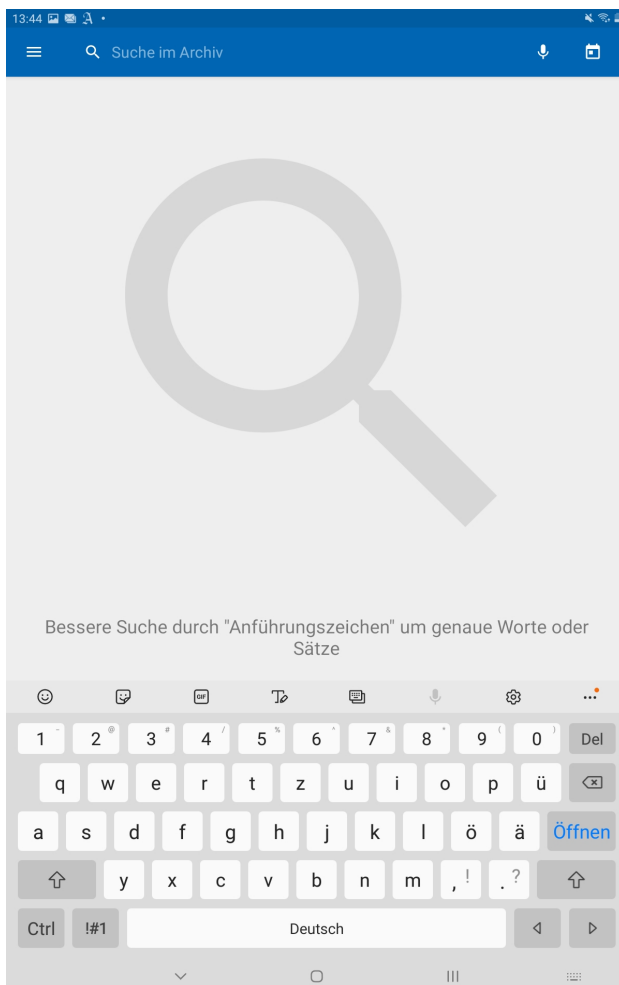 13:44
Suche im Archiv
Bessere Suche durch "Anführungszeichen" um genaue Worte oder
Sätze
GIF
1 - 2 @ 3 # 4 / 5 % 6 ^ 7 & 8 * 9 ( 0 ) Del
q w e r t z u i o p ü
a s d f g h j k l ö ä Öffnen
y x c v b n m , ! . ?
Ctrl !#1 Deutsch